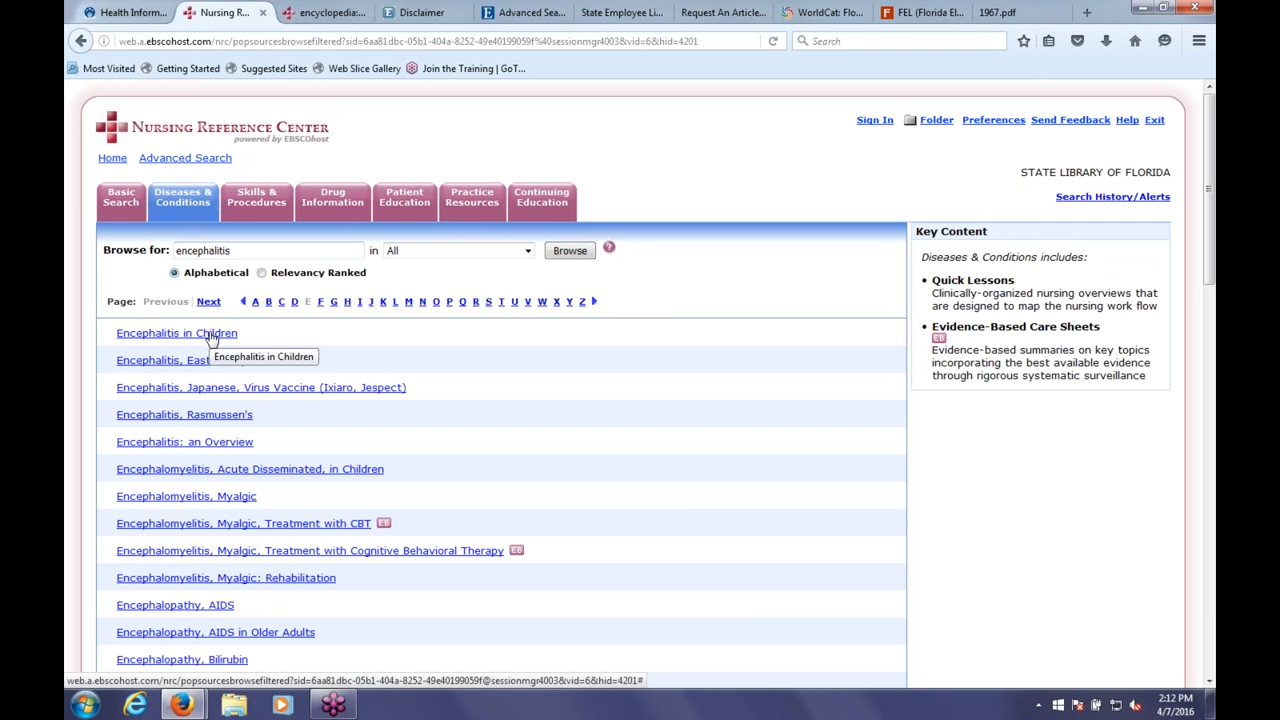 Health Inform...
Nursing R...
encyclopedia:...
Disclaimer
Advanced Sea...
State Employee Li...
Request An Article...
WorldCat: Flo...
FEL (Florida El...
1967.pdf
web.a.ebscohost.com/nrc/popsourcesbrowsefiltered?sid=6aa81dbc-05b1-404a-8252-49e40199059f%40sessionmgr4003&vid=6&hid=4201
Search
Most Visited
Getting Started
Suggested Sites
Web Slice Gallery
Join the Training | GoT...
NURSING REFERENCE CENTER
powered by EBSCOhost
Sign In
Folder
Preferences
Send Feedback
Help
Exit
Home
Advanced Search
STATE LIBRARY OF FLORIDA
Search History/Alerts
Basic Search
Diseases & Conditions
Skills & Procedures
Drug Information
Patient Education
Practice Resources
Continuing Education
Browse for: encephalitis in All Browse ?
Alphabetical Relevancy Ranked
Page: Previous Next A B C D E F G H I J K L M N O P Q R S T U V W X Y Z
Encephalitis in Children
Encephalitis in Children
Encephalitis, East
Encephalitis, Japanese, Virus Vaccine (Ixiaro, Jespect)
Encephalitis, Rasmussen's
Encephalitis: an Overview
Encephalomyelitis, Acute Disseminated, in Children
Encephalomyelitis, Myalgic
Encephalomyelitis, Myalgic, Treatment with CBT EB
Encephalomyelitis, Myalgic, Treatment with Cognitive Behavioral Therapy EB
Encephalomyelitis, Myalgic: Rehabilitation
Encephalopathy, AIDS
Encephalopathy, AIDS in Older Adults
Encephalopathy, Bilirubin
Key Content
Diseases & Conditions includes:
• Quick Lessons
Clinically-organized nursing overviews that
are designed to map the nursing work flow
• Evidence-Based Care Sheets
EB
Evidence-based summaries on key topics
incorporating the best available evidence
through rigorous systematic surveillance
web.a.ebscohost.com/nrc/popsourcesbrowsefiltered?sid=6aa81dbc-05b1-404a-8252-49e40199059f@sessionmgr4003&vid=6&hid=4201#
2:12 PM
4/7/2016